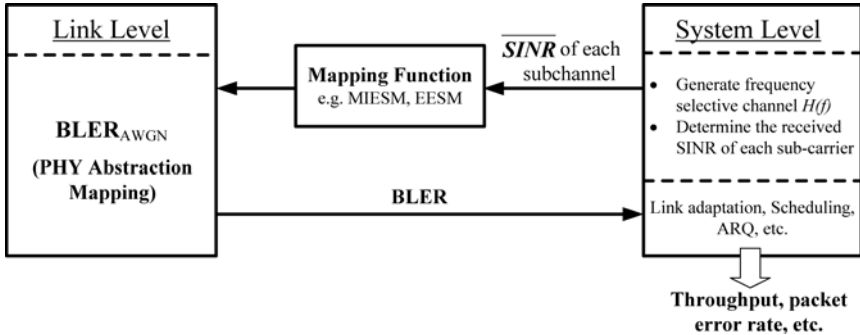 Link Level
BLER_AWGN
(PHY Abstraction
Mapping)
Mapping Function
e.g. MIESM, EESM
SINR of each
subchannel
BLER
System Level
• Generate frequency
selective channel H(f)
• Determine the received
SINR of each sub-carrier
Link adaptation, Scheduling,
ARQ, etc.
Throughput, packet
error rate, etc.